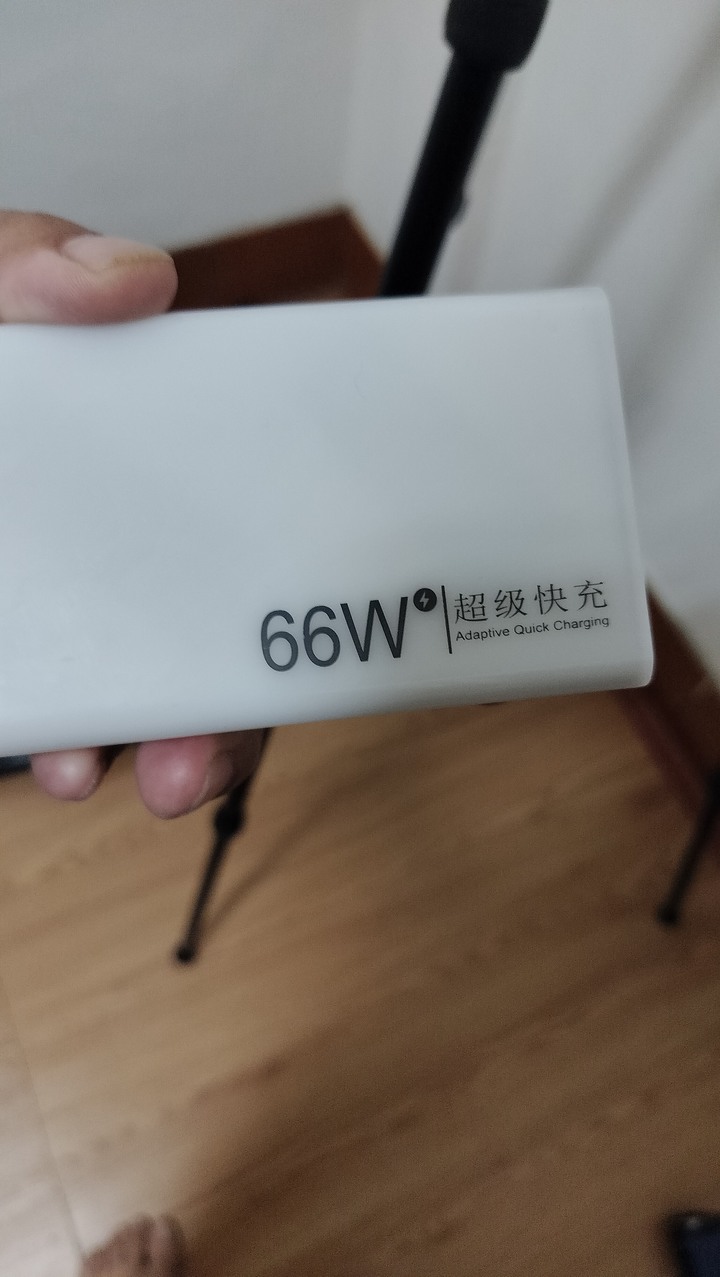 66W
超级快充
Adaptive Quick Charging